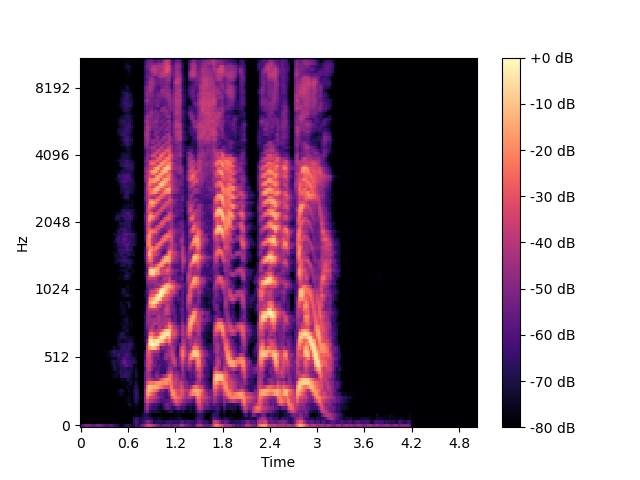 8192
4096
2048
1024
512
0
Hz
0 0.6 1.2 1.8 2.4 3 3.6 4.2 4.8
Time
+0 dB
-10 dB
-20 dB
-30 dB
-40 dB
-50 dB
-60 dB
-70 dB
-80 dB